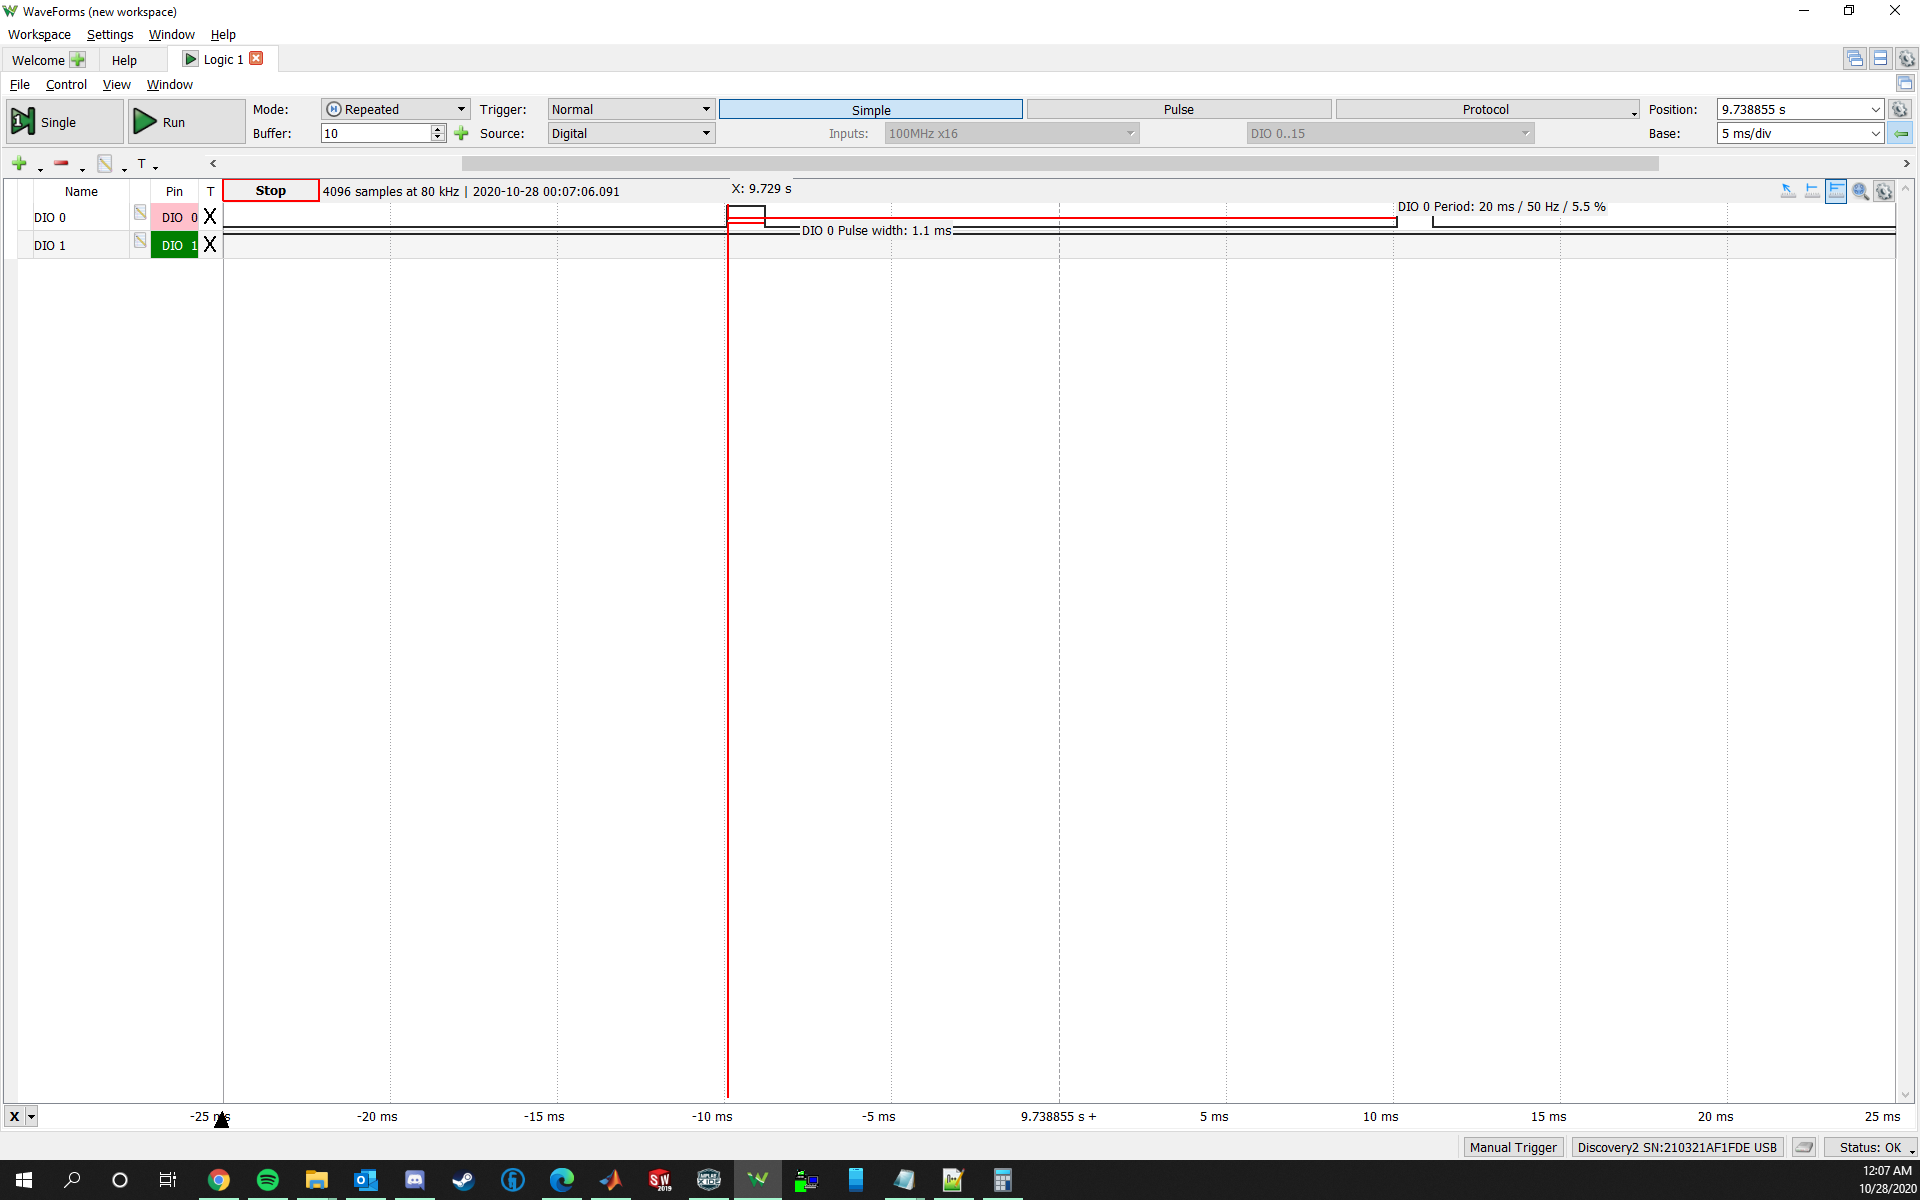 WaveForms (new workspace)
Workspace Settings Window Help
Welcome Help Logic 1
File Control View Window
Single Run Mode: Repeated Trigger: Normal Simple Pulse Protocol Position: 9.738855 s
Buffer: 10 Source: Digital Inputs: 100MHz x16 DIO 0..15 Base: 5 ms/div
T
Name Pin T Stop 4096 samples at 80 kHz | 2020-10-28 00:07:06.091 X: 9.729 s
DIO 0 DIO 0 X DIO 0 Period: 20 ms / 50 Hz / 5.5 %
DIO 0 Pulse width: 1.1 ms
DIO 1 DIO 1 X
X -25 ms -20 ms -15 ms -10 ms -5 ms 9.738855 s + 5 ms 10 ms 15 ms 20 ms 25 ms
Manual Trigger Discovery2 SN:210321AF1FDE USB Status: OK
12:07 AM
10/28/2020